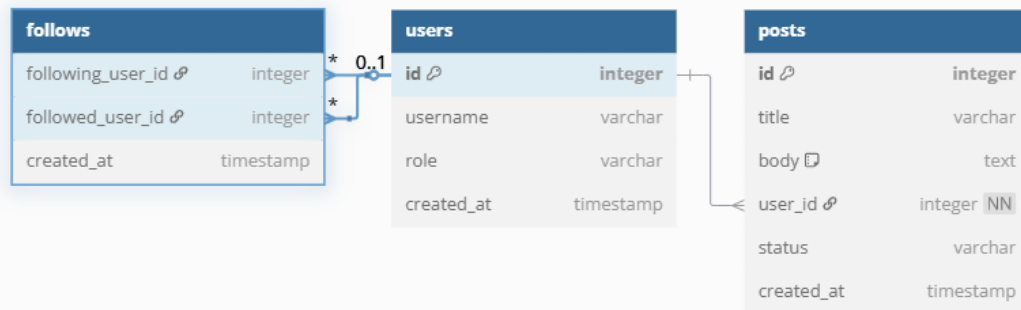 follows
following_user_id integer
followed_user_id integer
created_at timestamp
* 0..1
*
users
id integer
username varchar
role varchar
created_at timestamp
posts
id integer
title varchar
body text
user_id integer NN
status varchar
created_at timestamp